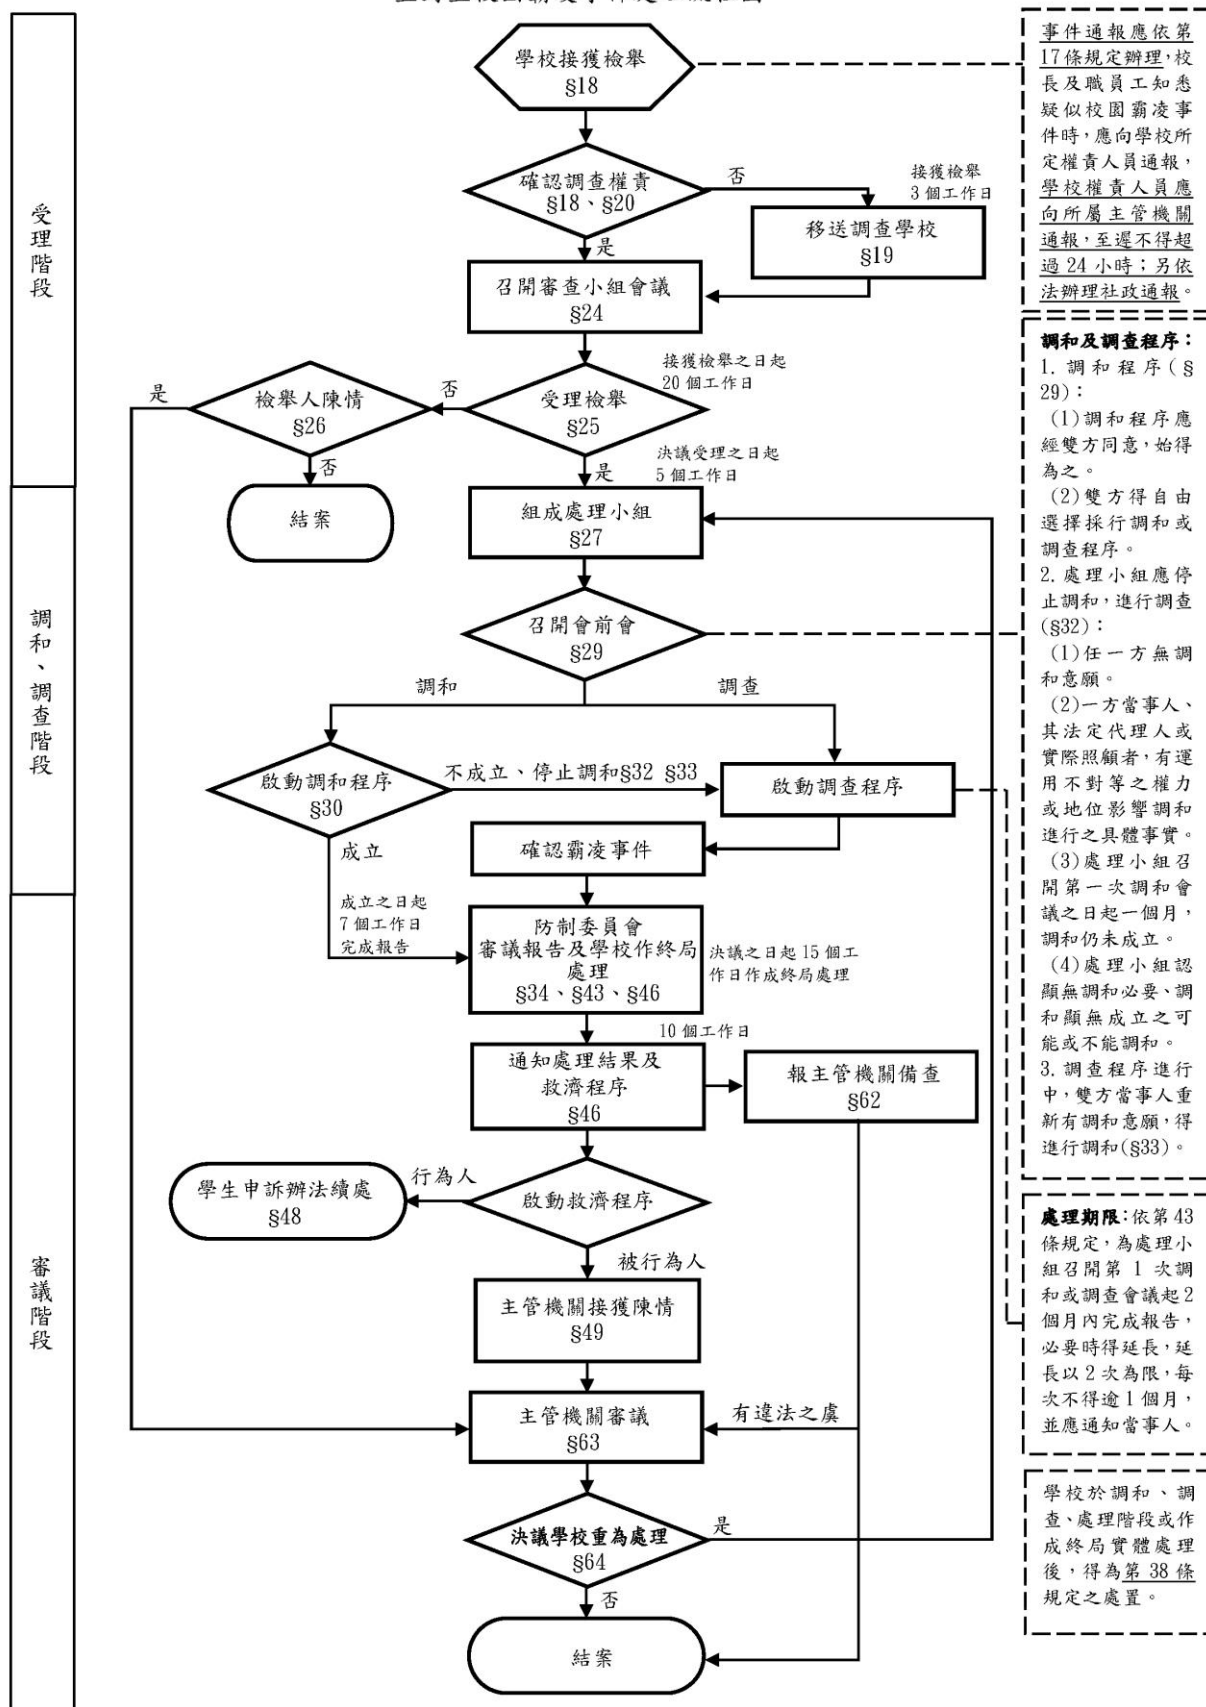 學校接獲檢舉
§18
確認調查權責
§18、§20
否
接獲檢舉
3 個工作日
移送調查學校
§19
是
召開審查小組會議
§24
接獲檢舉之日起
20 個工作日
受理檢舉
§25
否
檢舉人陳情
§26
是
否
結案
決議受理之日起
5 個工作日
是
組成處理小組
§27
召開會前會
§29
調和
調查
啟動調和程序
§30
不成立、停止調和§32 §33
啟動調查程序
成立
確認霸凌事件
成立之日起
7 個工作日
完成報告
防制委員會
審議報告及學校作終局
處理
§34、§43、§46
決議之日起 15 個工
作日作成終局處理
10 個工作日
通知處理結果及
救濟程序
§46
報主管機關備查
§62
啟動救濟程序
行為人
學生申訴辦法續處
§48
被行為人
主管機關接獲陳情
§49
主管機關審議
§63
有違法之虞
決議學校重為處理
§64
是
否
結案
受理階段
調和、調查階段
審議階段
事件通報應依第
17條規定辦理,校
長及職員工知悉
疑似校園霸凌事
件時,應向學校所
定權責人員通報,
學校權責人員應
向所屬主管機關
通報,至遲不得超
過 24 小時；另依
法辦理社政通報。
調和及調查程序：
1. 調和程序(§
29)：
(1)調和程序應
經雙方同意,始得
為之。
(2)雙方得自由
選擇採行調和或
調查程序。
2. 處理小組應停
止調和,進行調查
(§32)：
(1)任一方無調
和意願。
(2)一方當事人、
其法定代理人或
實際照顧者,有運
用不對等之權力
或地位影響調和
進行之具體事實。
(3)處理小組召
開第一次調和會
議之日起一個月,
調和仍未成立。
(4)處理小組認
顯無調和必要、調
和顯無成立之可
能或不能調和。
3. 調查程序進行
中,雙方當事人重
新有調和意願,得
進行調和(§33)。
處理期限:依第 43
條規定,為處理小
組召開第 1 次調
和或調查會議起 2
個月內完成報告,
必要時得延長,延
長以 2 次為限,每
次不得逾 1 個月,
並應通知當事人。
學校於調和、調
查、處理階段或作
成終局實體處理
後,得為第 38 條
規定之處置。